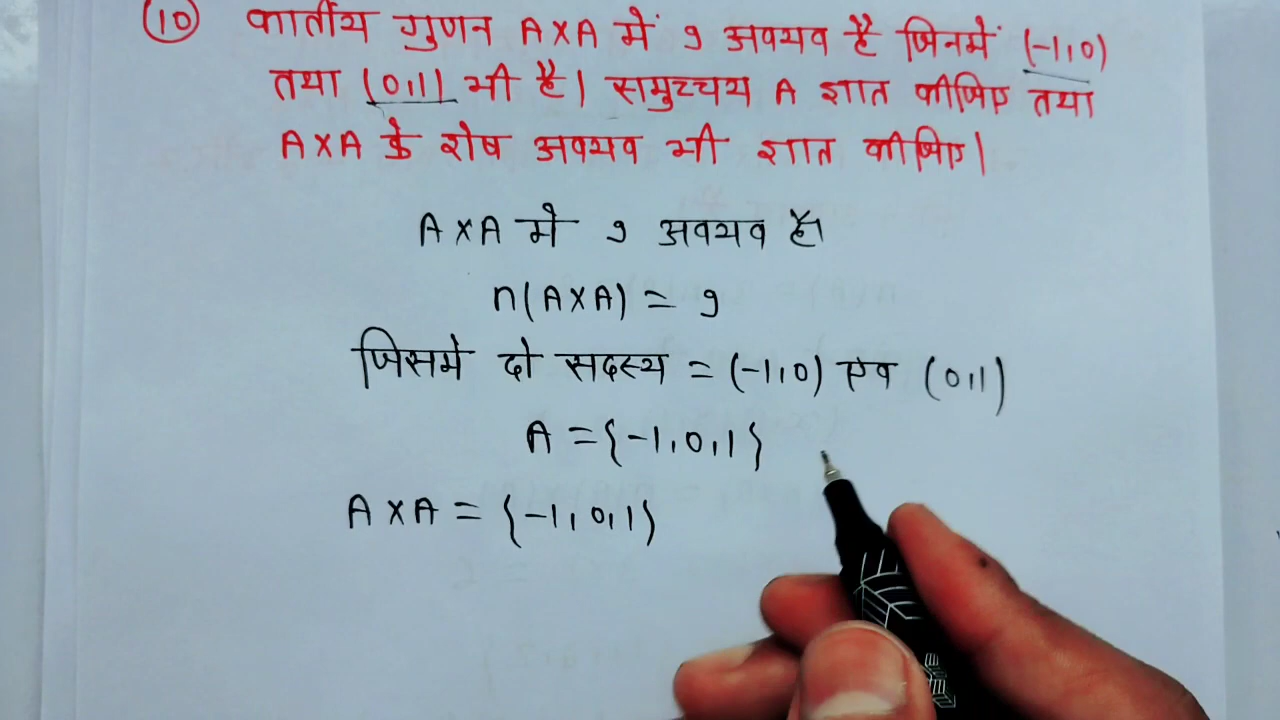 (10) कार्तीय गुणन A×A में 9 अवयव है जिनमें (-1,0)
तथा (0,1) भी है। समुच्चय A ज्ञात कीजिए तथा
A×A के शेष अवयव भी ज्ञात कीजिए।
A×A मे 9 अवयव है।
n(A×A) = 9
जिसमे दो सदस्य = (-1,0) एव (0,1)
A = {-1,0,1}
A×A = {-1,0,1}